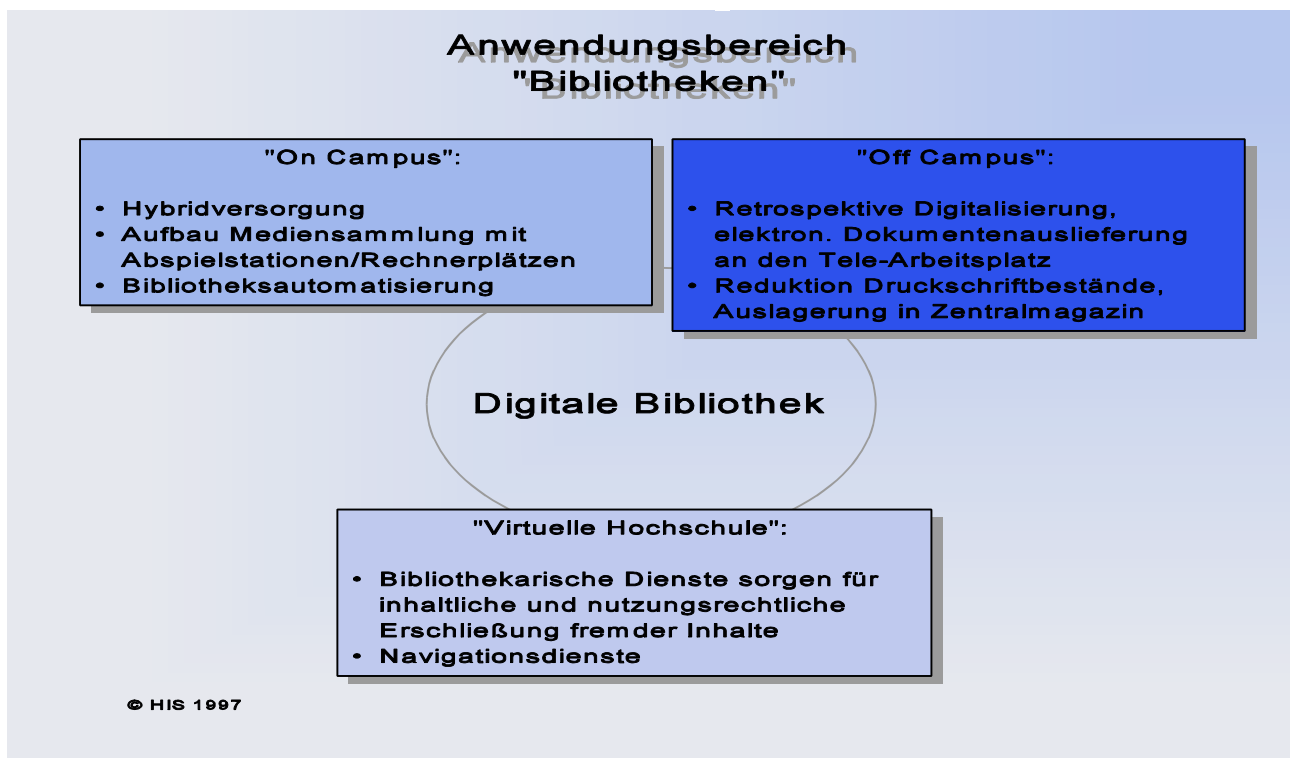 Anwendungsbereich
"Bibliotheken"
"On Campus":
• Hybridversorgung
• Aufbau Mediensammlung mit
Abspielstationen/Rechnerplätzen
• Bibliotheksautomatisierung
"Off Campus":
• Retrospektive Digitalisierung,
elektron. Dokumentenauslieferung
an den Tele-Arbeitsplatz
• Reduktion Druckschriftbestände,
Auslagerung in Zentralmagazin
Digitale Bibliothek
"Virtuelle Hochschule":
• Bibliothekarische Dienste sorgen für
inhaltliche und nutzungsrechtliche
Erschließung fremder Inhalte
• Navigationsdienste
© HIS 1997